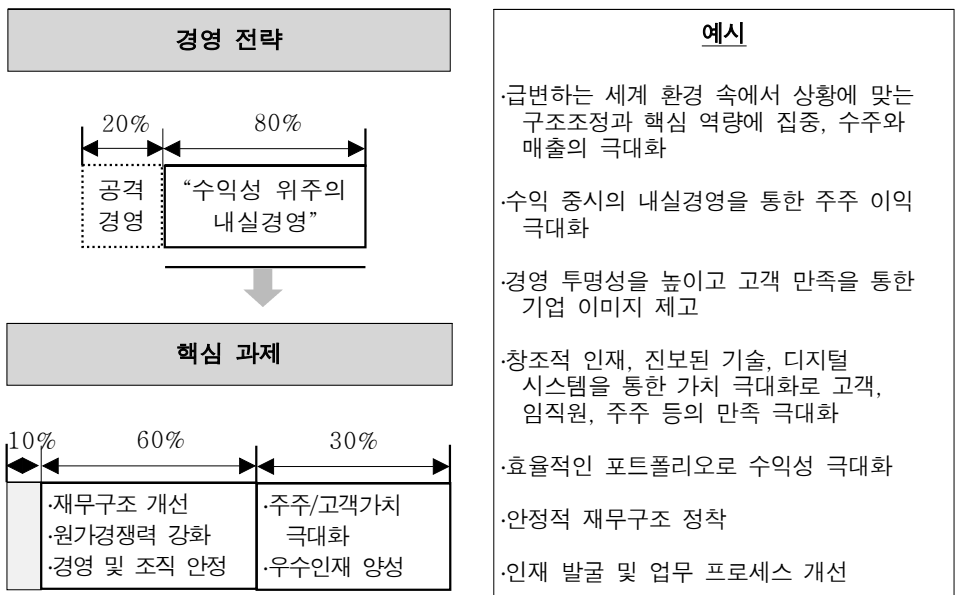 경영 전략
20% 80%
공격
경영
“수익성 위주의
내실경영”
핵심 과제
10% 60% 30%
·재무구조 개선
·원가경쟁력 강화
·경영 및 조직 안정
·주주/고객가치
극대화
·우수인재 양성
예시
·급변하는 세계 환경 속에서 상황에 맞는
구조조정과 핵심 역량에 집중, 수주와
매출의 극대화
·수익 중시의 내실경영을 통한 주주 이익
극대화
·경영 투명성을 높이고 고객 만족을 통한
기업 이미지 제고
·창조적 인재, 진보된 기술, 디지털
시스템을 통한 가치 극대화로 고객,
임직원, 주주 등의 만족 극대화
·효율적인 포트폴리오로 수익성 극대화
·안정적 재무구조 정착
·인재 발굴 및 업무 프로세스 개선